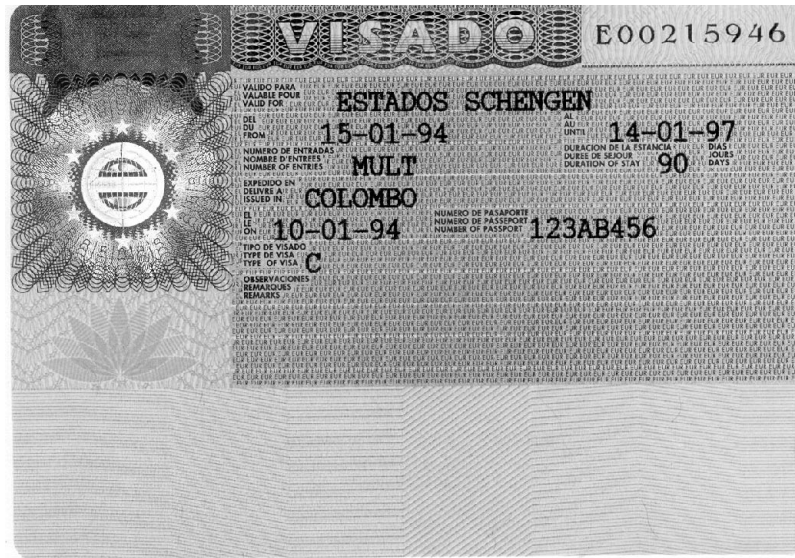 VISADO
E00215946
VALIDO PARA
VALABLE POUR
VALID FOR
ESTADOS SCHENGEN
DEL
DU
FROM
15-01-94
AL
AU
UNTIL
14-01-97
NUMERO DE ENTRADAS
NOMBRE D'ENTREES
NUMBER OF ENTRIES
MULT
DURACION DE LA ESTANCIA
DUREE DE SEJOUR
DURATION OF STAY
90
DIAS
JOURS
DAYS
EXPEDIDO EN
DELIVRE A
ISSUED IN
COLOMBO
EL
LE
ON
10-01-94
NUMERO DE PASAPORTE
NUMERO DE PASSEPORT
NUMBER OF PASSPORT
123AB456
TIPO DE VISADO
TYPE DE VISA
TYPE OF VISA
C
OBSERVACIONES
REMARQUES
REMARKS